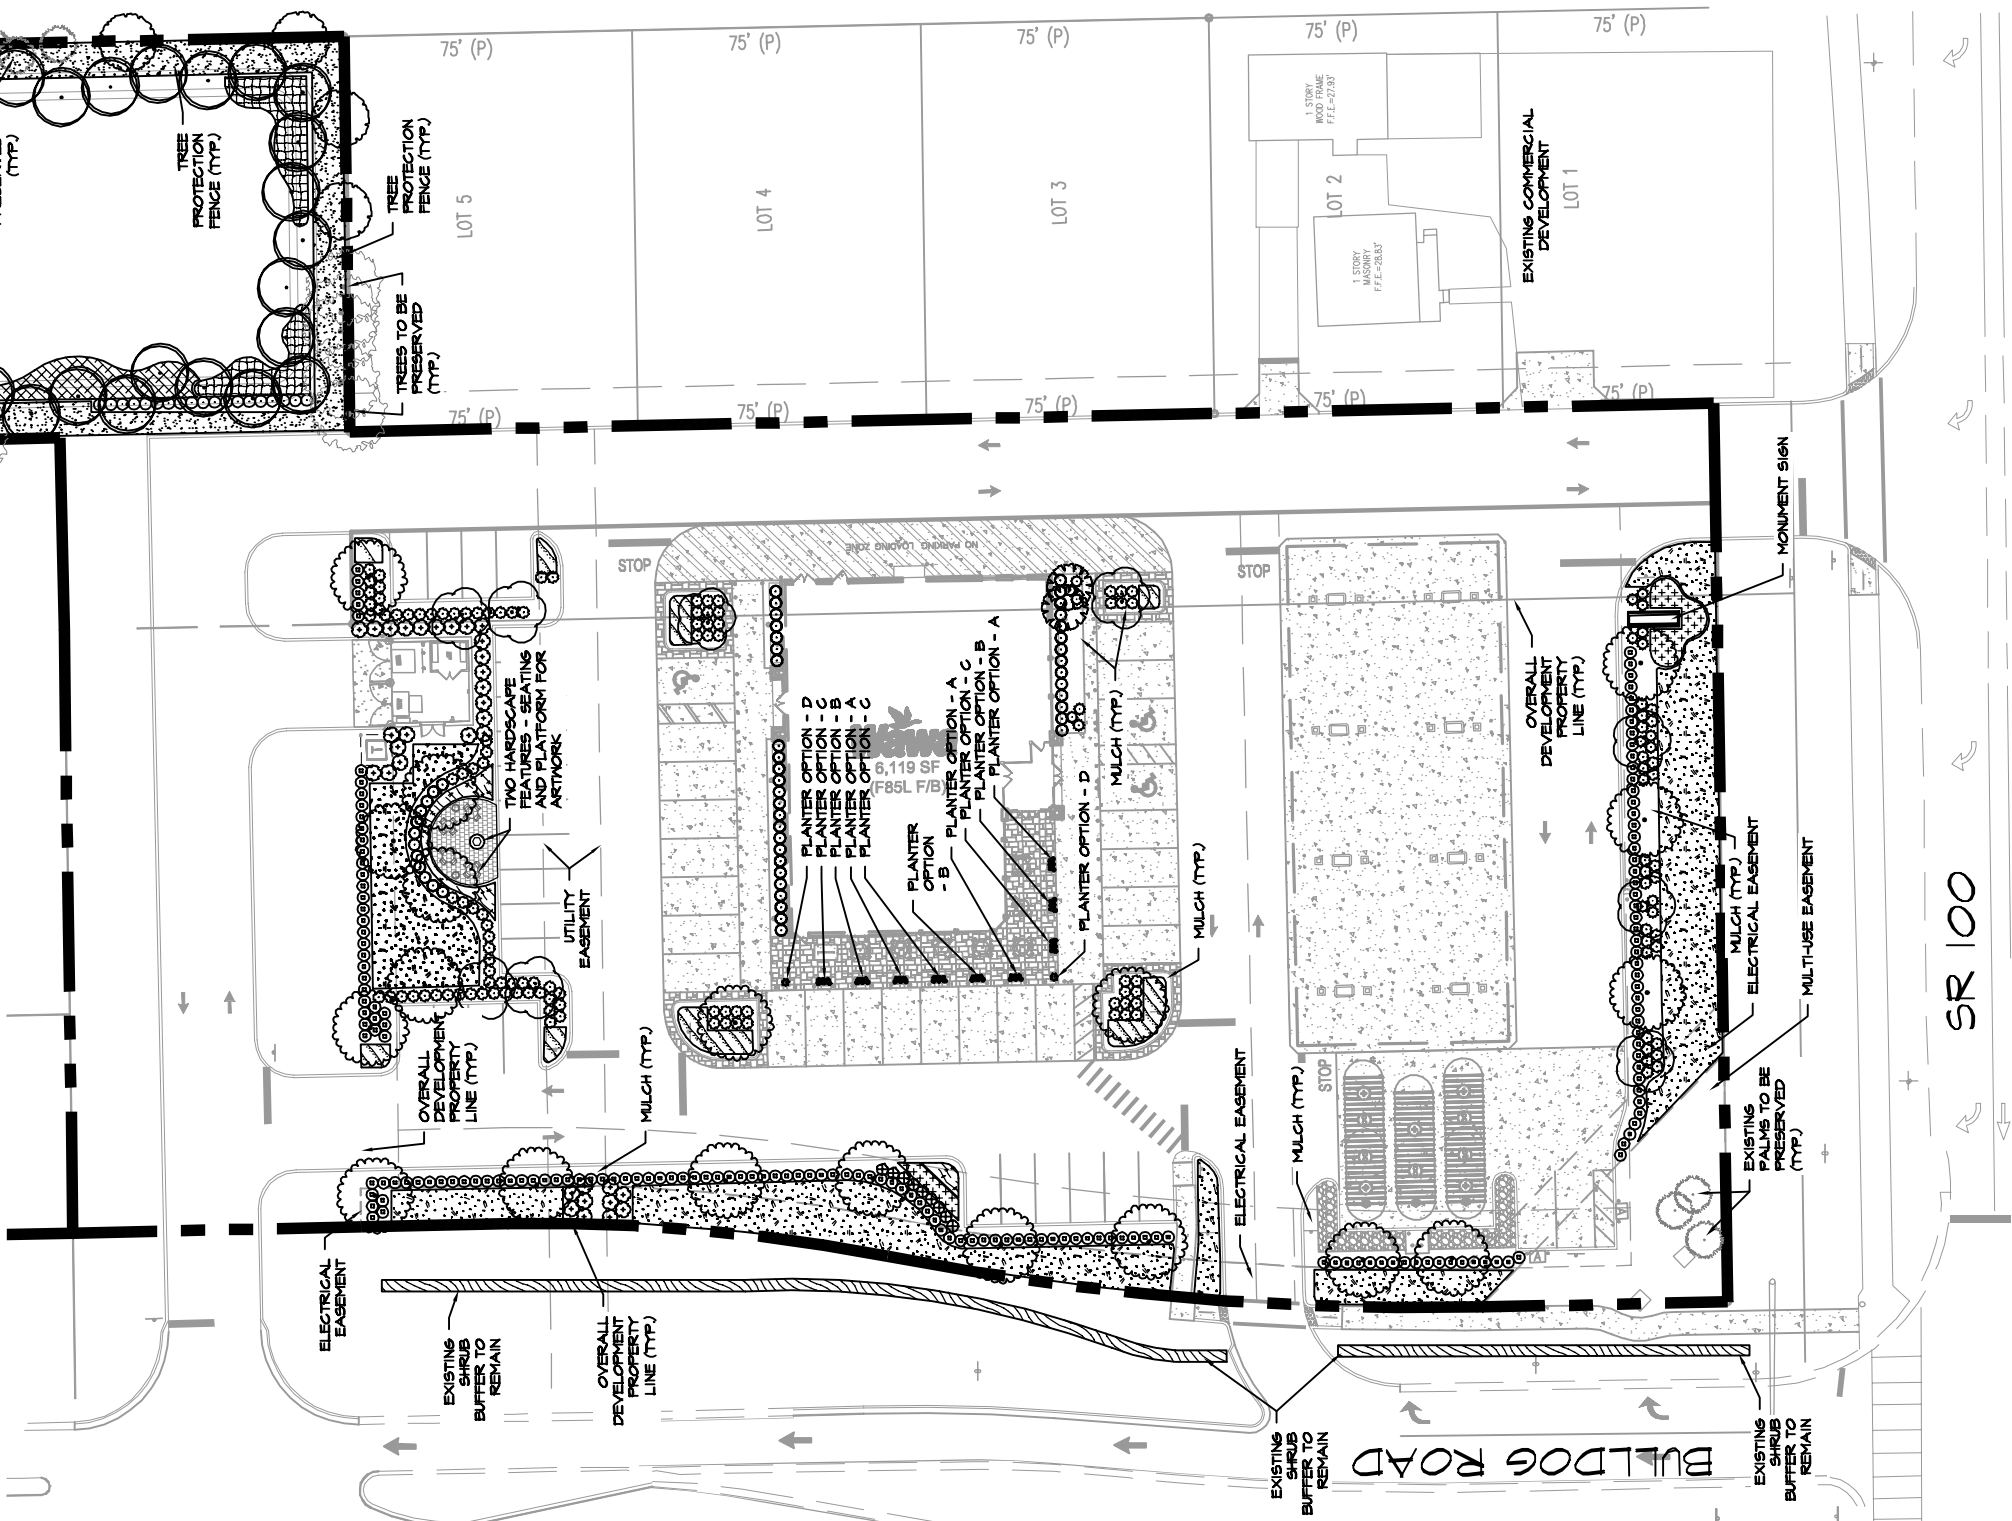 75' (P)
75' (P)
75' (P)
75' (P)
75' (P)
(TYP.)
TREE
PROTECTION
FENCE (TYP.)
TREE
PROTECTION
FENCE (TYP.)
TREES TO BE
PRESERVED
(TYP.)
LOT 5
LOT 4
LOT 3
LOT 2
LOT 1
1 STORY
WOOD FRAME
F.F.E.=27.93'
1 STORY
MASONRY
F.F.E.=28.83'
EXISTING COMMERCIAL
DEVELOPMENT
75' (P)
75' (P)
75' (P)
75' (P)
75' (P)
MONUMENT SIGN
STOP
NO PARKING LOADING ZONE
STOP
TWO HARDSCAPE
FEATURES - SEATING
AND PLATFORM FOR
ARTWORK
T
UTILITY
EASEMENT
Wawa
6,119 SF
(F85L F/B)
PLANTER OPTION - D
PLANTER OPTION - C
PLANTER OPTION - B
PLANTER OPTION - A
PLANTER OPTION - C
PLANTER
OPTION
- B
PLANTER OPTION - A
PLANTER OPTION - C
PLANTER OPTION - B
PLANTER OPTION - A
PLANTER OPTION - D
MULCH (TYP.)
MULCH (TYP.)
OVERALL
DEVELOPMENT
PROPERTY
LINE (TYP.)
MULCH (TYP.)
ELECTRICAL EASEMENT
MULTI-USE EASEMENT
SR 100
OVERALL
DEVELOPMENT
PROPERTY
LINE (TYP.)
MULCH (TYP.)
ELECTRICAL EASEMENT
MULCH (TYP.)
STOP
EXISTING
PALMS TO BE
PRESERVED
(TYP.)
A
A
ELECTRICAL
EASEMENT
EXISTING
SHRUB
BUFFER TO
REMAIN
OVERALL
DEVELOPMENT
PROPERTY
LINE (TYP.)
EXISTING
SHRUB
BUFFER TO
REMAIN
BULLDOG ROAD
EXISTING
SHRUB
BUFFER TO
REMAIN